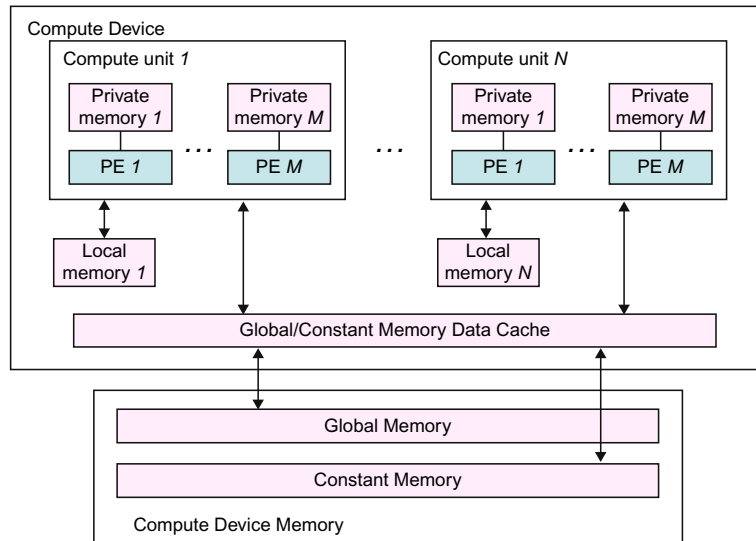 Compute Device
Compute unit 1
Compute unit N
Private memory 1
Private memory M
Private memory 1
Private memory M
PE 1
...
PE M
...
PE 1
...
PE M
Local memory 1
Local memory N
Global/Constant Memory Data Cache
Global Memory
Constant Memory
Compute Device Memory